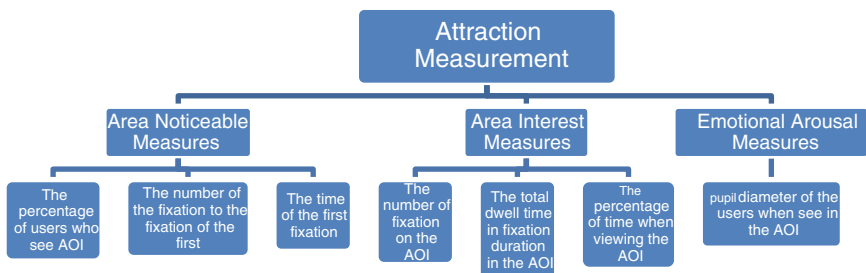 Attraction
Measurement
Area Noticeable
Measures
Area Interest
Measures
Emotional Arousal
Measures
The
percentage
of users who
see AOI
The number of
the fixation to the
fixation of the
first
The time
of the first
fixation
The
number of
fixation
on the AOI
The total
dwell time
in fixation
duration
in the AOI
The
percentage
of time when
viewing the
AOI
pupil diameter of the
users when see in
the AOI